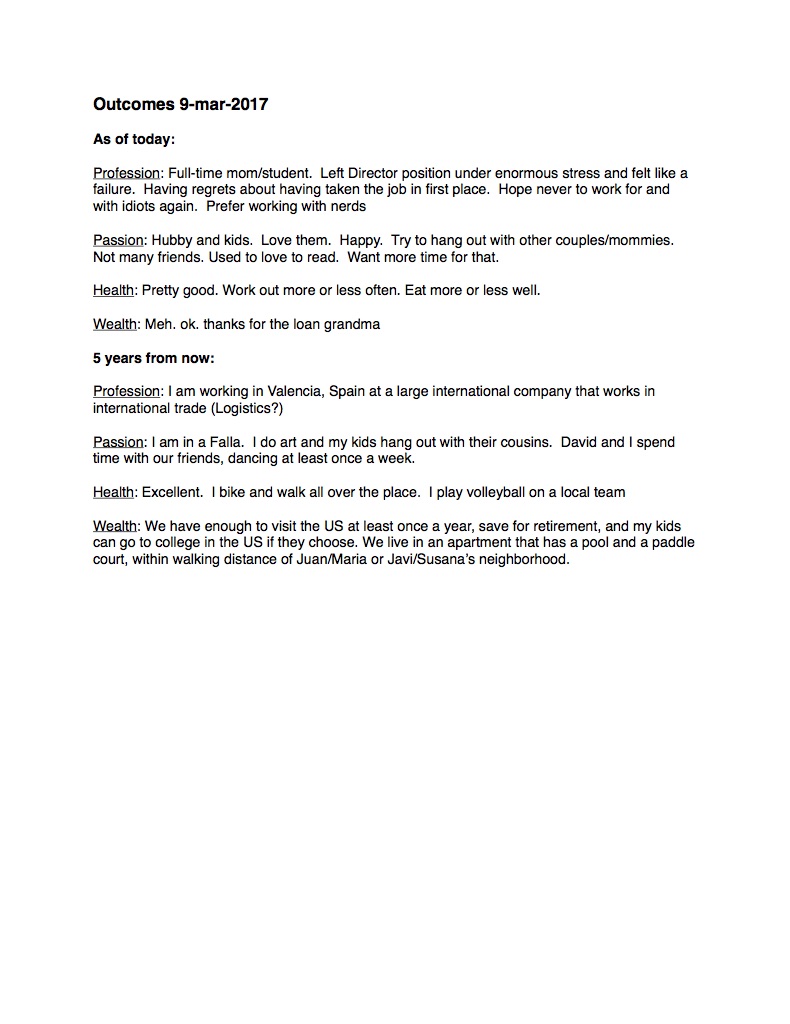 Outcomes 9-mar-2017
As of today:
Profession: Full-time mom/student.  Left Director position under enormous stress and felt like a
failure.  Having regrets about having taken the job in first place.  Hope never to work for and
with idiots again.  Prefer working with nerds
Passion: Hubby and kids.  Love them.  Happy.  Try to hang out with other couples/mommies.
Not many friends. Used to love to read.  Want more time for that.
Health: Pretty good. Work out more or less often. Eat more or less well.
Wealth: Meh. ok. thanks for the loan grandma
5 years from now:
Profession: I am working in Valencia, Spain at a large international company that works in
international trade (Logistics?)
Passion: I am in a Falla.  I do art and my kids hang out with their cousins.  David and I spend
time with our friends, dancing at least once a week.
Health: Excellent.  I bike and walk all over the place.  I play volleyball on a local team
Wealth: We have enough to visit the US at least once a year, save for retirement, and my kids
can go to college in the US if they choose. We live in an apartment that has a pool and a paddle
court, within walking distance of Juan/Maria or Javi/Susana’s neighborhood.